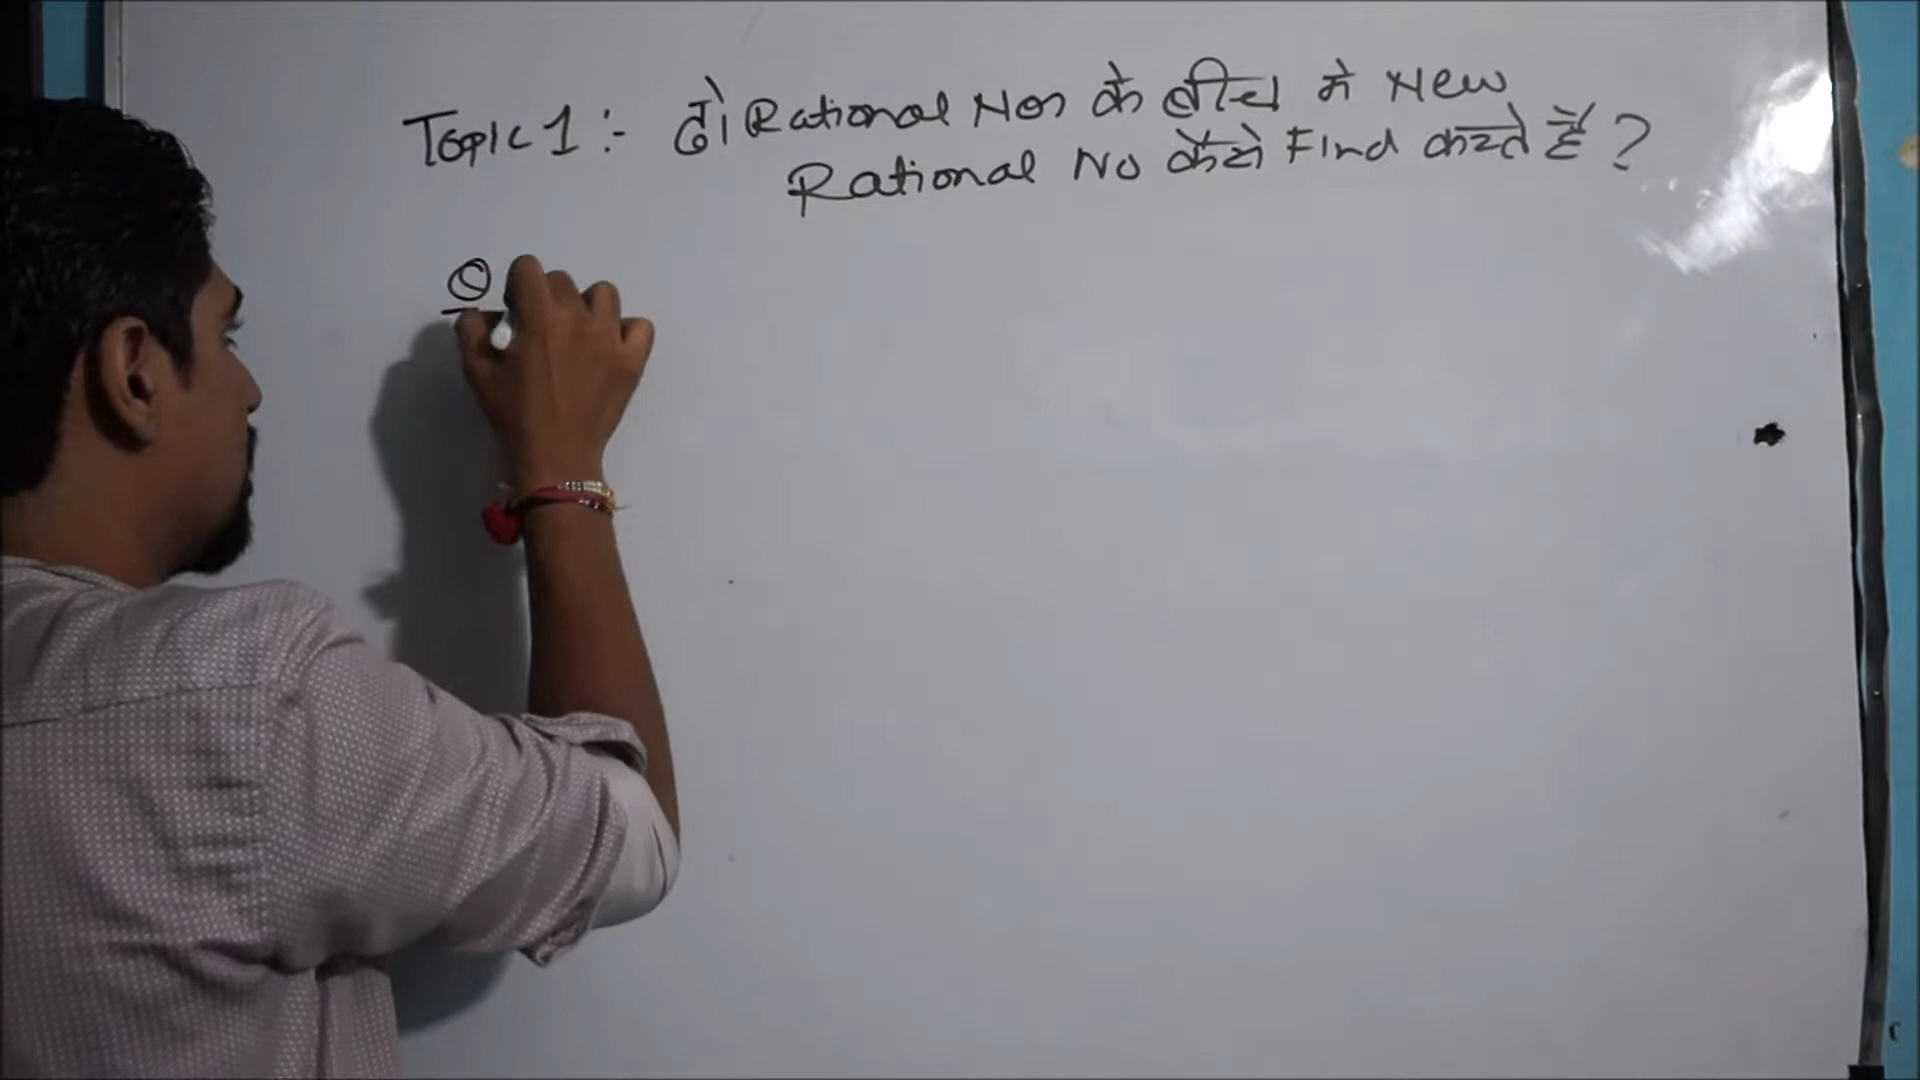 Topic 1 :- दो Rational Nos के बीच मे New
Rational No कैसे Find करते हैं ?
Q